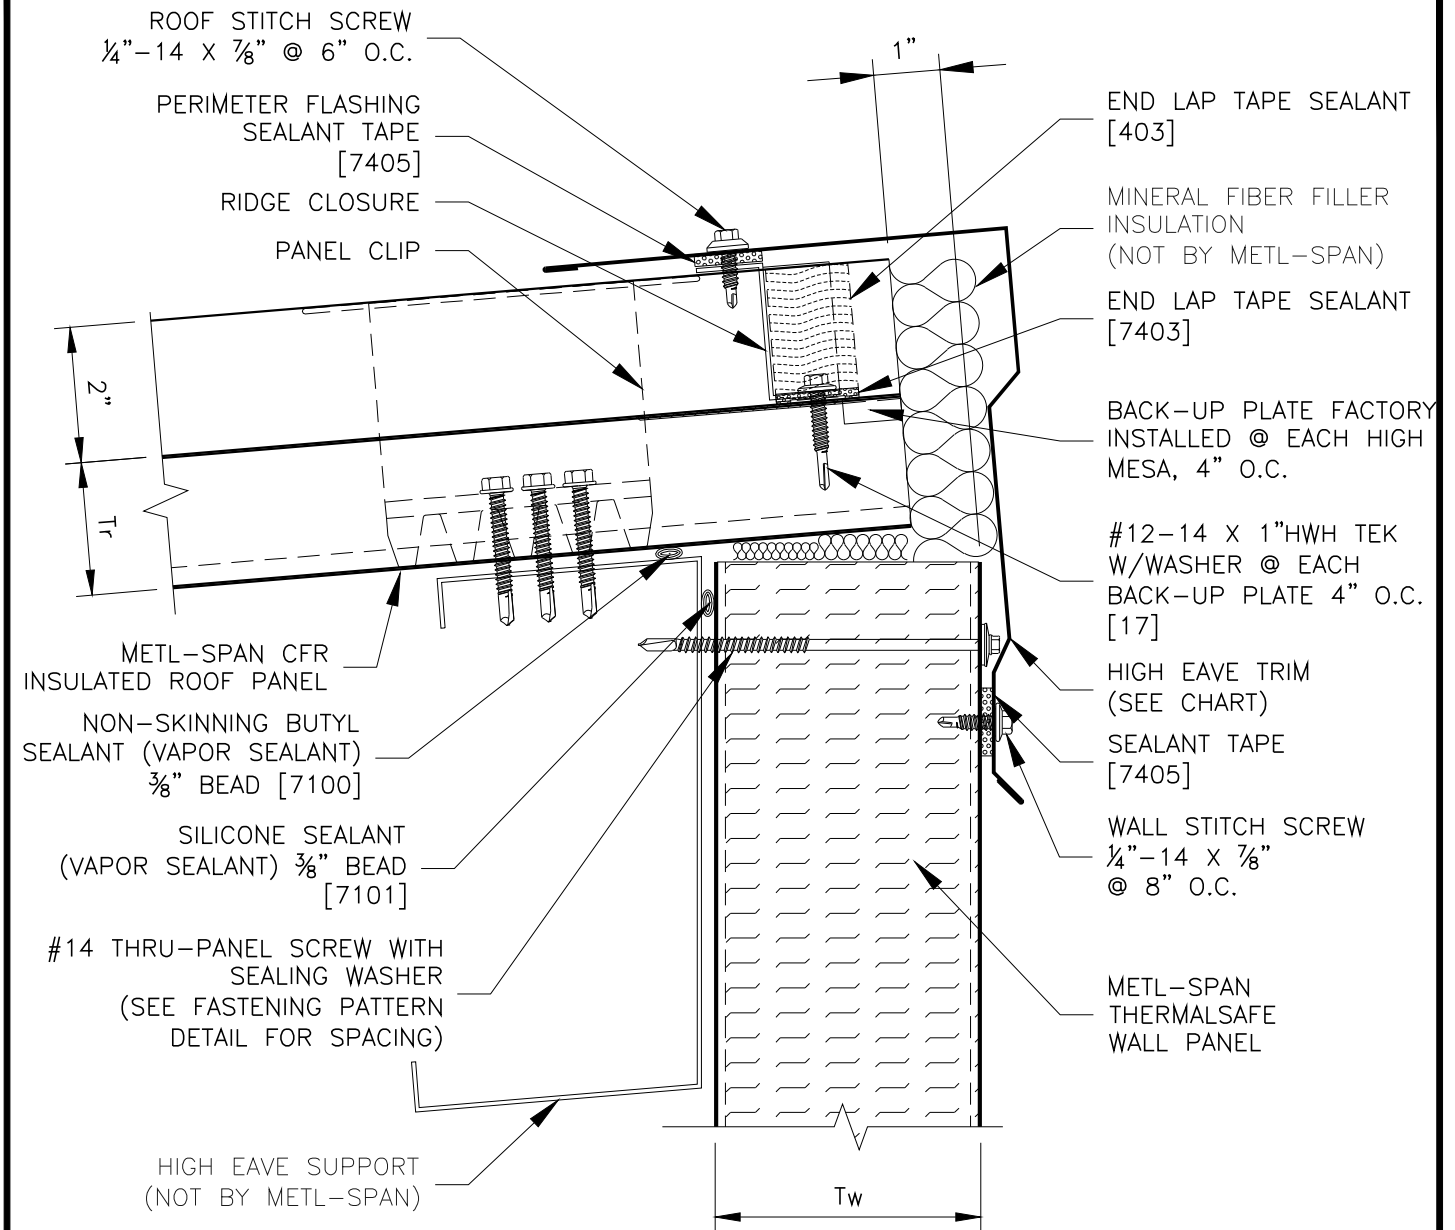 ROOF STITCH SCREW
¼"-14 X ⅞" @ 6" O.C.
PERIMETER FLASHING
SEALANT TAPE
[7405]
RIDGE CLOSURE
PANEL CLIP
2"
Tr
METL-SPAN CFR
INSULATED ROOF PANEL
NON-SKINNING BUTYL
SEALANT (VAPOR SEALANT)
⅜" BEAD [7100]
SILICONE SEALANT
(VAPOR SEALANT) ⅜" BEAD
[7101]
#14 THRU-PANEL SCREW WITH
SEALING WASHER
(SEE FASTENING PATTERN
DETAIL FOR SPACING)
HIGH EAVE SUPPORT
(NOT BY METL-SPAN)
1"
END LAP TAPE SEALANT
[403]
MINERAL FIBER FILLER
INSULATION
(NOT BY METL-SPAN)
END LAP TAPE SEALANT
[7403]
BACK-UP PLATE FACTORY
INSTALLED @ EACH HIGH
MESA, 4" O.C.
#12-14 X 1"HWH TEK
W/WASHER @ EACH
BACK-UP PLATE 4" O.C.
[17]
HIGH EAVE TRIM
(SEE CHART)
SEALANT TAPE
[7405]
WALL STITCH SCREW
¼"-14 X ⅞"
@ 8" O.C.
METL-SPAN
THERMALSAFE
WALL PANEL
Tw